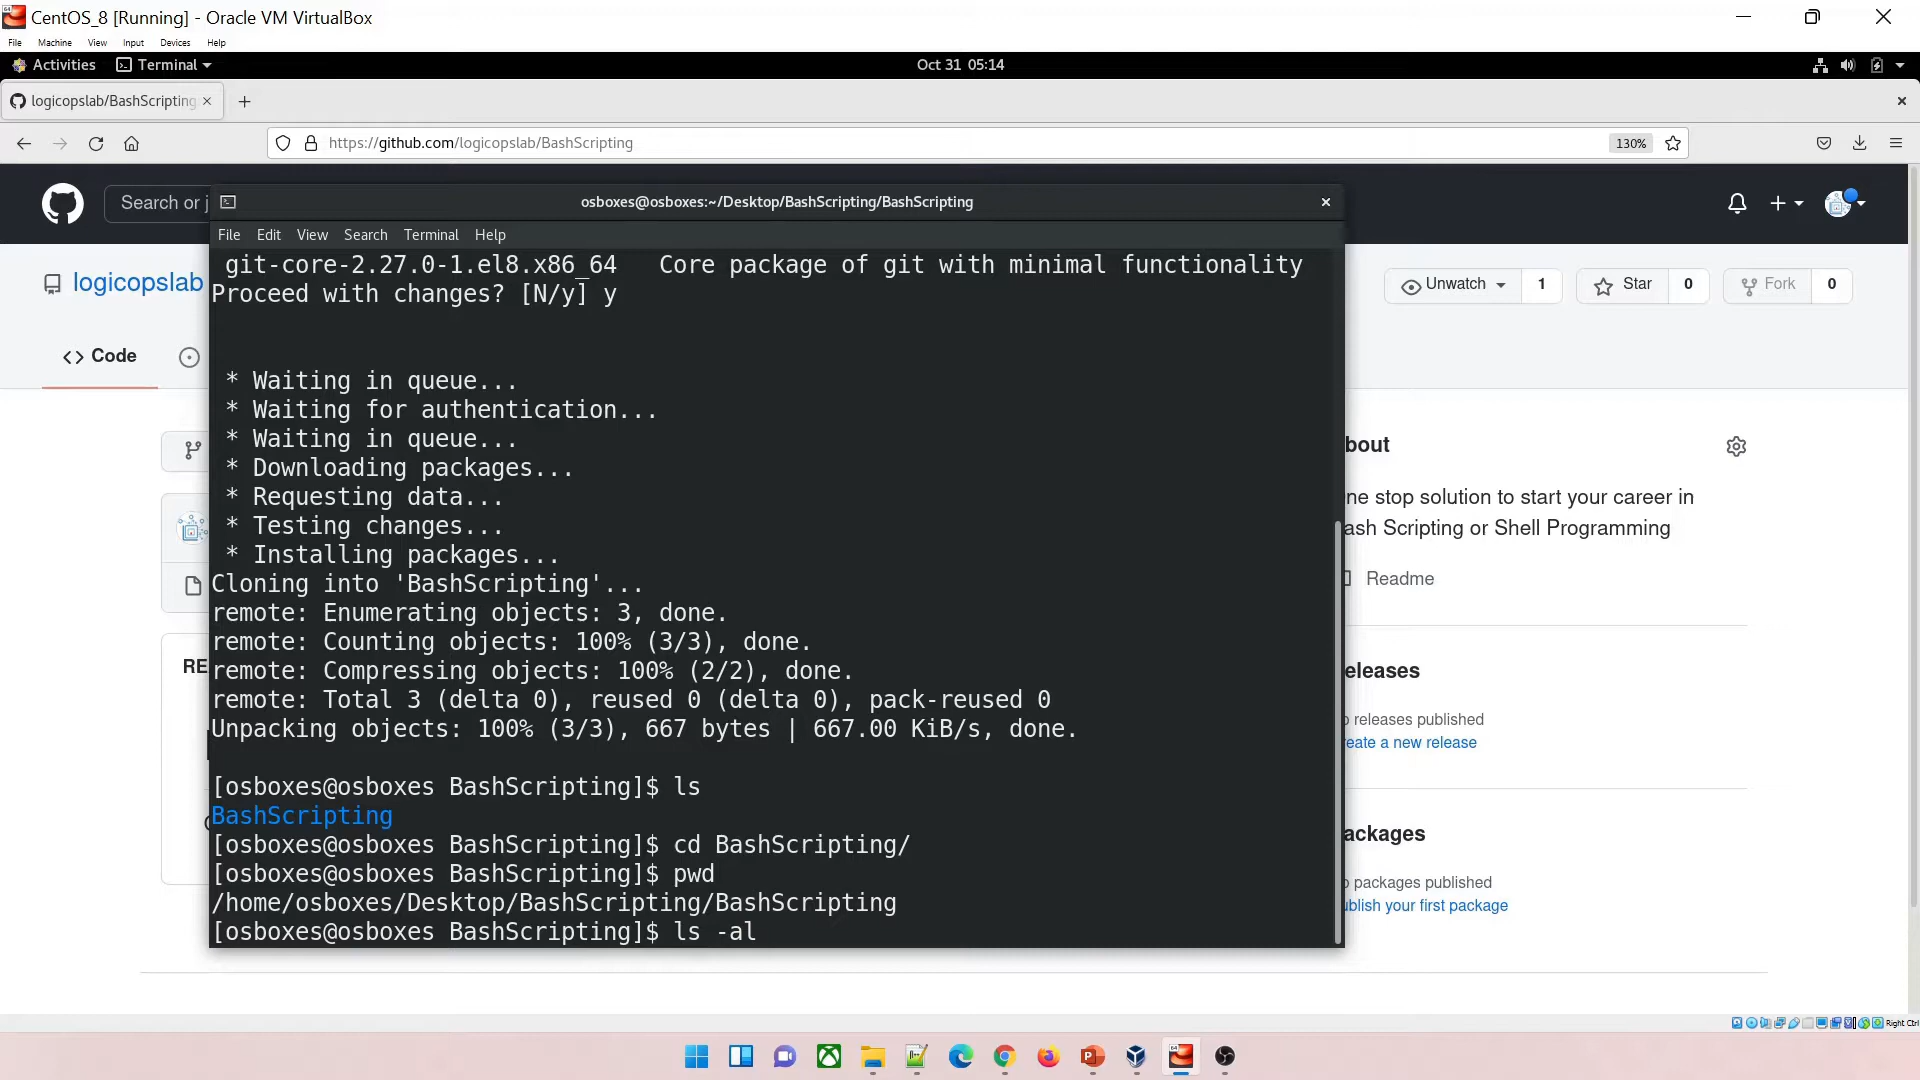 CentOS_8 [Running] - Oracle VM VirtualBox
File Machine View Input Devices Help
Activities Terminal Oct 31 05:14
logicopslab/BashScripting
https://github.com/logicopslab/BashScripting 130%
Search or j
osboxes@osboxes:~/Desktop/BashScripting/BashScripting
File Edit View Search Terminal Help
logicopslab
Unwatch 1 Star 0 Fork 0
Code
git-core-2.27.0-1.el8.x86_64 Core package of git with minimal functionality
Proceed with changes? [N/y] y
* Waiting in queue...
* Waiting for authentication...
* Waiting in queue...
* Downloading packages...
* Requesting data...
* Testing changes...
* Installing packages...
Cloning into 'BashScripting'...
remote: Enumerating objects: 3, done.
remote: Counting objects: 100% (3/3), done.
remote: Compressing objects: 100% (2/2), done.
remote: Total 3 (delta 0), reused 0 (delta 0), pack-reused 0
Unpacking objects: 100% (3/3), 667 bytes | 667.00 KiB/s, done.
[osboxes@osboxes BashScripting]$ ls
BashScripting
[osboxes@osboxes BashScripting]$ cd BashScripting/
[osboxes@osboxes BashScripting]$ pwd
/home/osboxes/Desktop/BashScripting/BashScripting
[osboxes@osboxes BashScripting]$ ls -al
RE
bout
ne stop solution to start your career in
ash Scripting or Shell Programming
Readme
eleases
o releases published
reate a new release
ackages
o packages published
ublish your first package
Right Ctrl